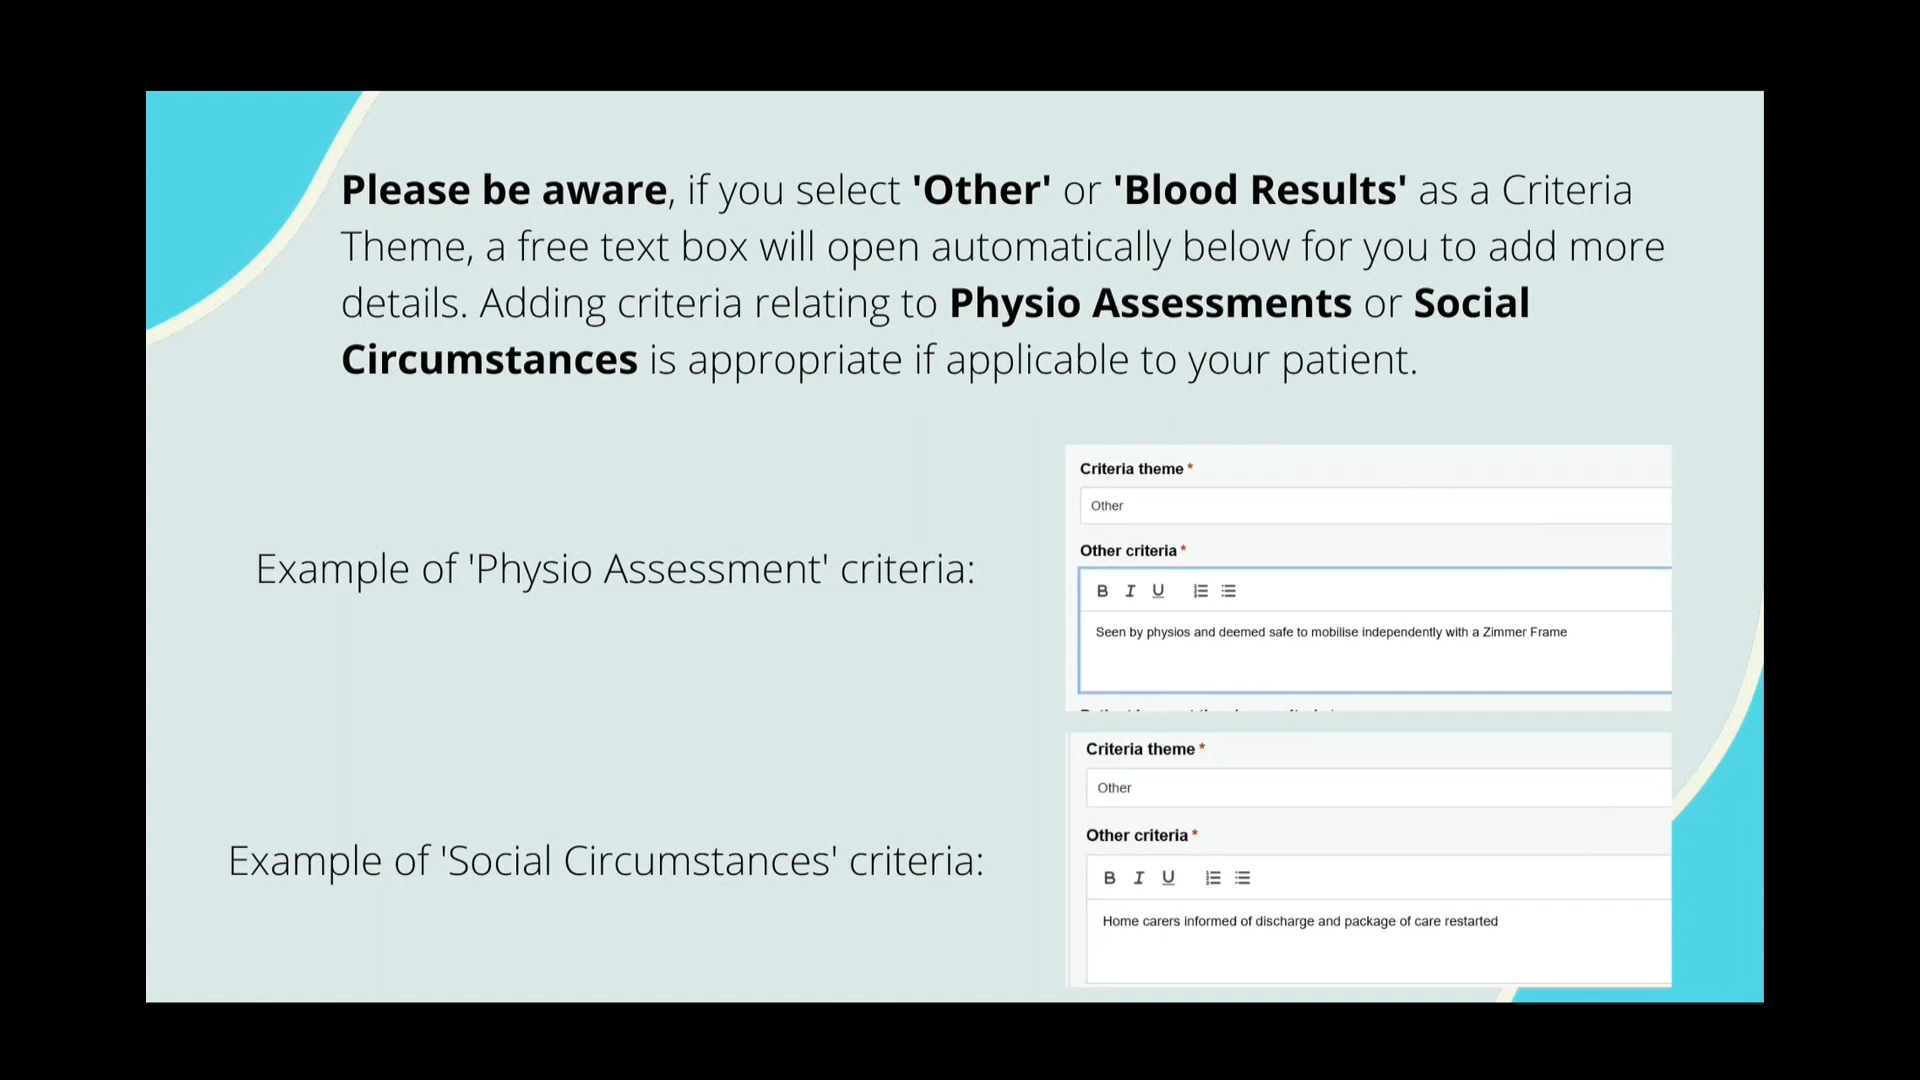 Please be aware, if you select 'Other' or 'Blood Results' as a Criteria
Theme, a free text box will open automatically below for you to add more
details. Adding criteria relating to Physio Assessments or Social
Circumstances is appropriate if applicable to your patient.
Example of 'Physio Assessment' criteria:
Criteria theme *
Other
Other criteria *
B I U
Seen by physios and deemed safe to mobilise independently with a Zimmer Frame
Example of 'Social Circumstances' criteria:
Criteria theme *
Other
Other criteria *
B I U
Home carers informed of discharge and package of care restarted